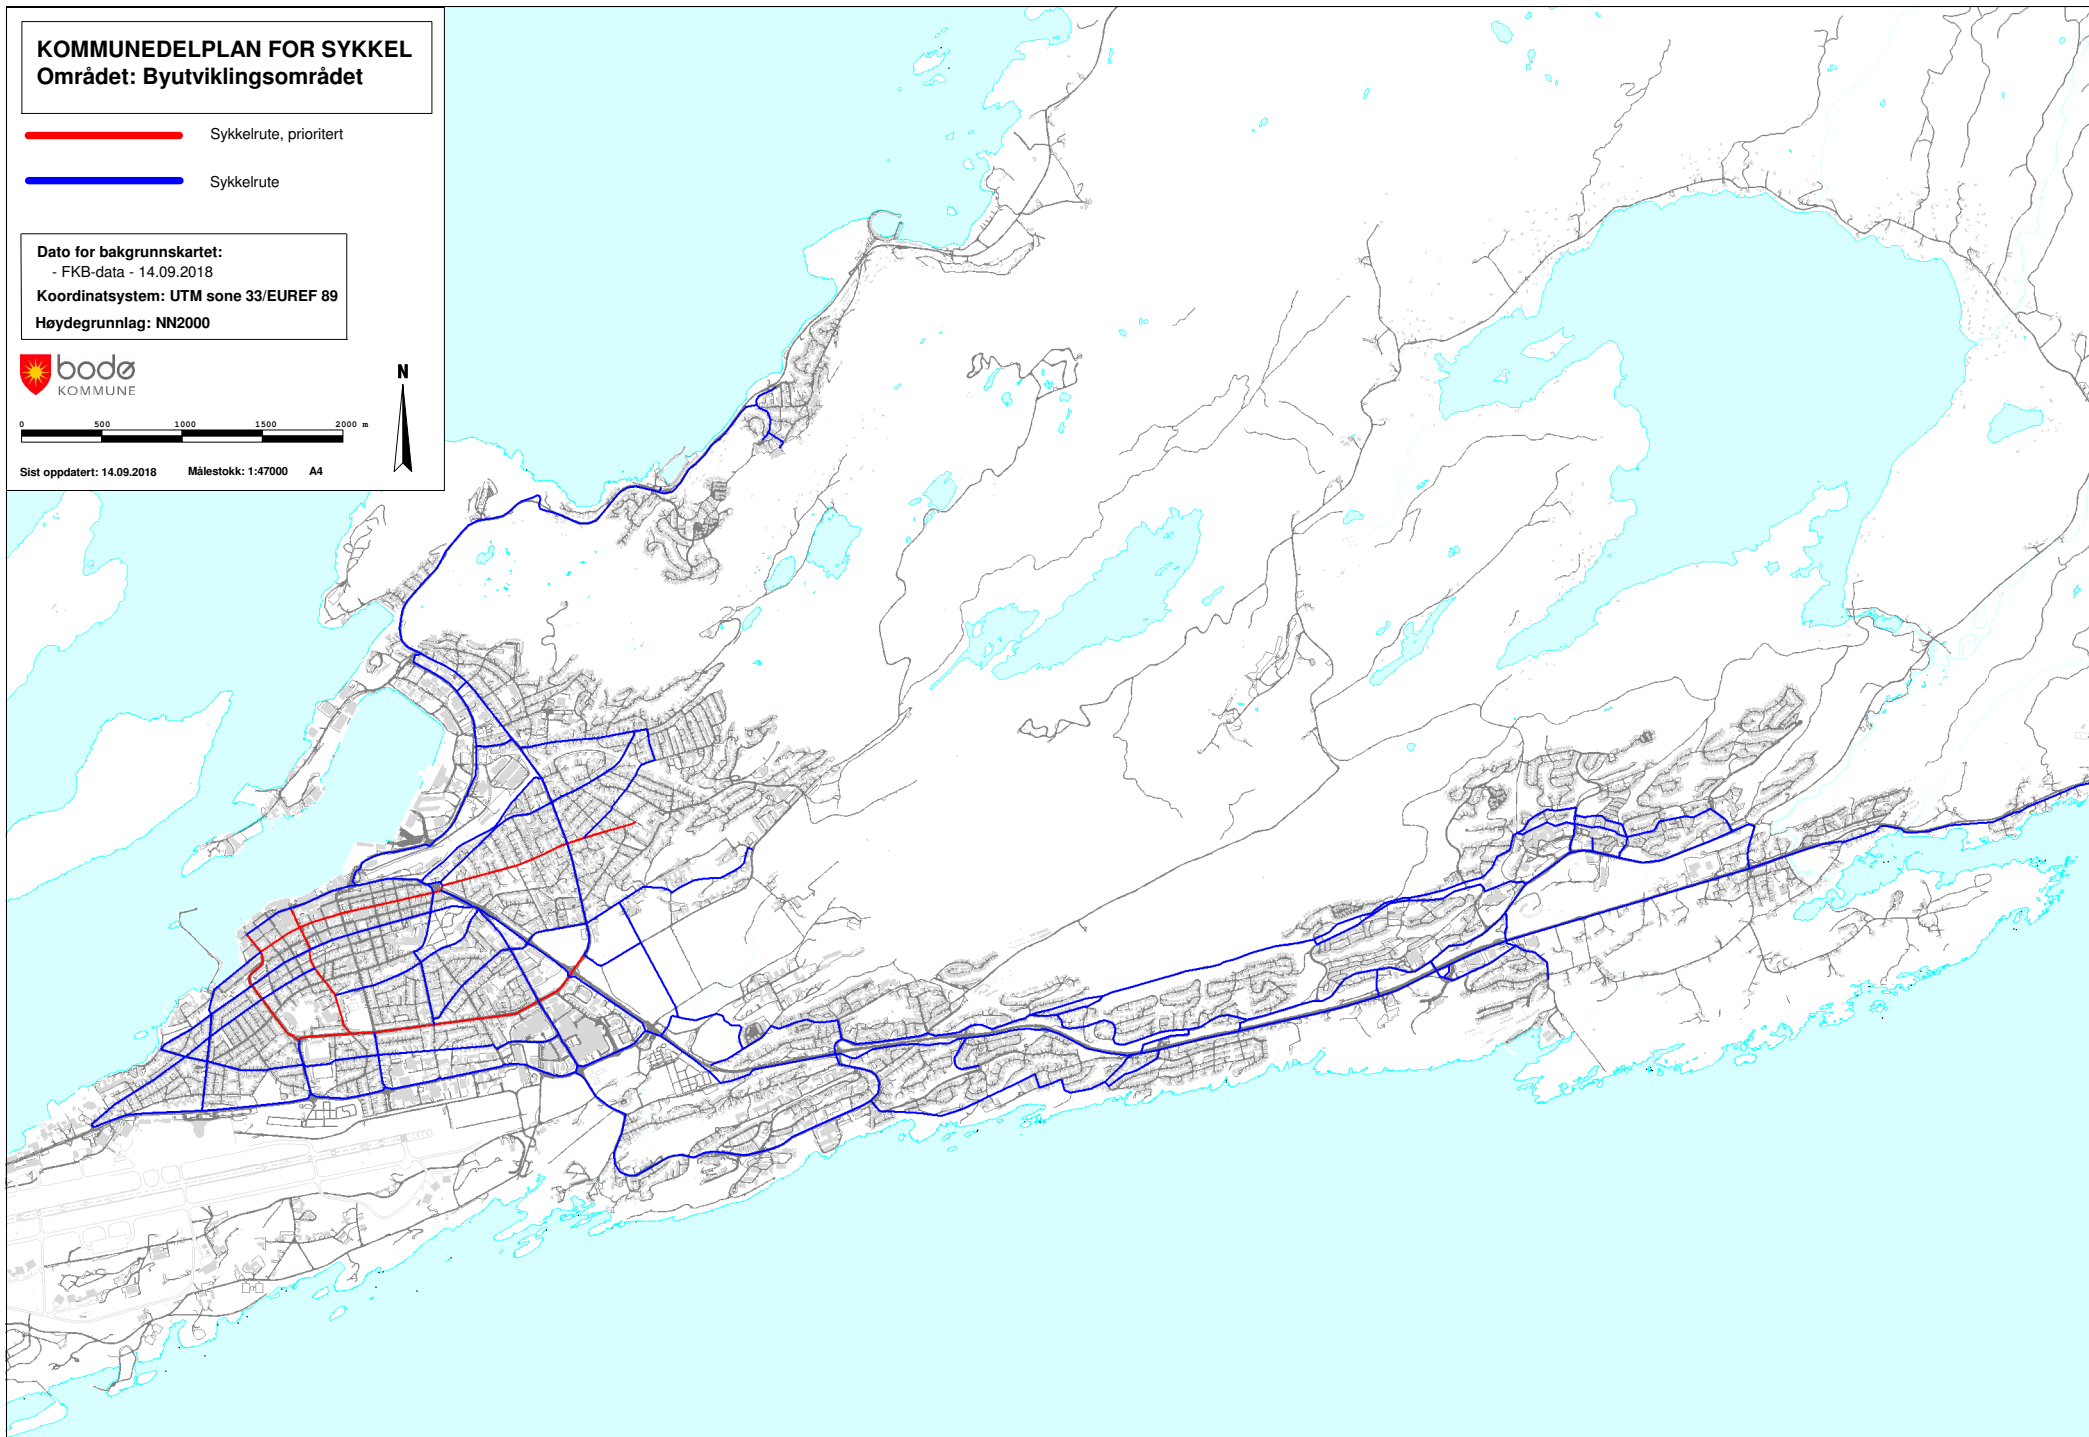 KOMMUNEDELPLAN FOR SYKKEL
Området: Byutviklingsområdet
Sykkelrute, prioritert
Sykkelrute
Dato for bakgrunnskartet:
- FKB-data - 14.09.2018
Koordinatsystem: UTM sone 33/EUREF 89
Høydegrunnlag: NN2000
bodø
KOMMUNE
N
0 500 1000 1500 2000 m
Sist oppdatert: 14.09.2018 Målestokk: 1:47000 A4